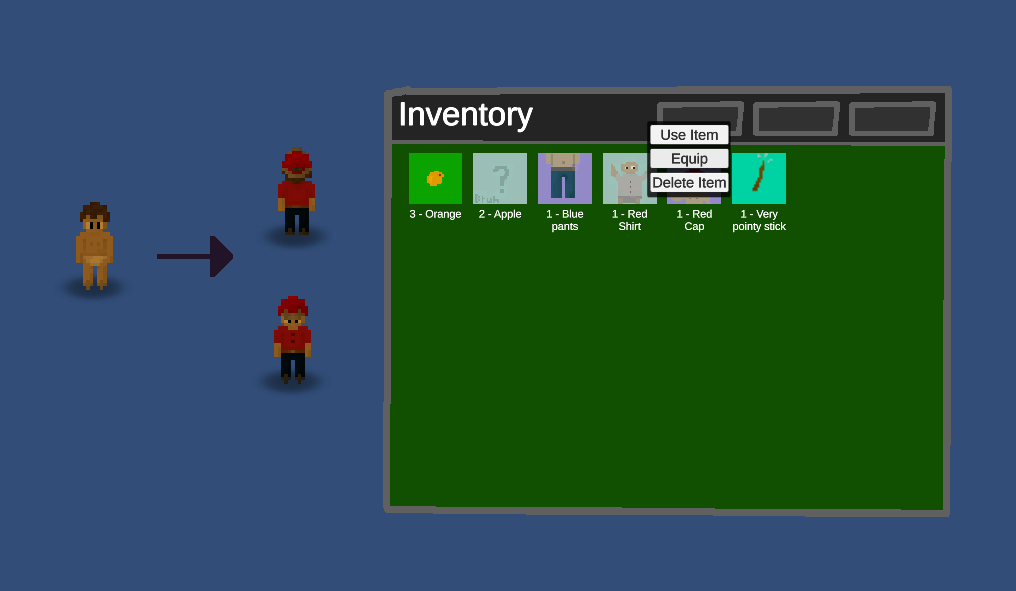 Inventory
Use Item
Equip
Delete Item
?
3 - Orange
2 - Apple
1 - Blue
pants
1 - Red
Shirt
1 - Red
Cap
1 - Very
pointy stick